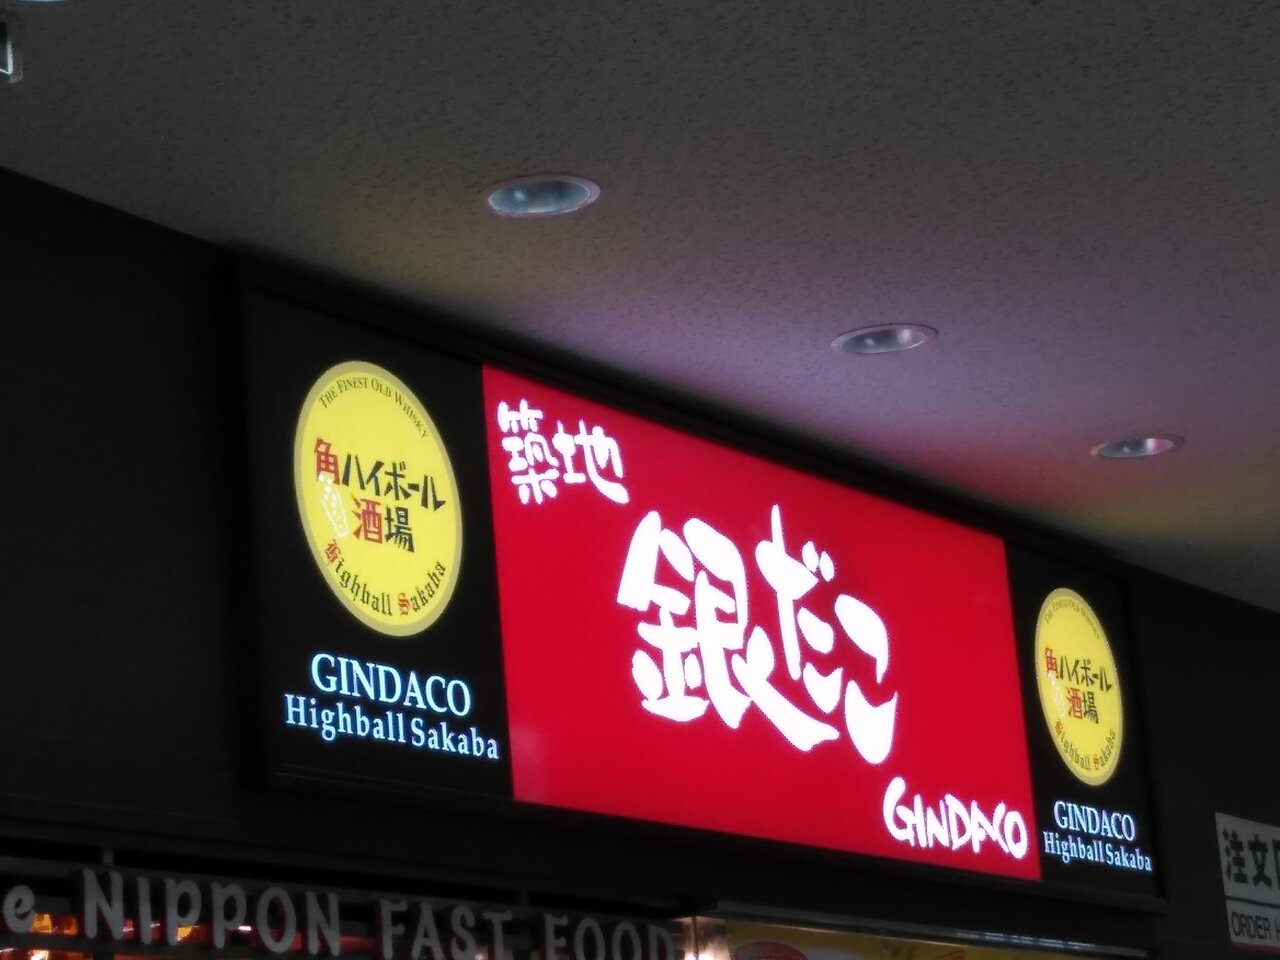 THE FINEST OLD WHISKY
角ハイボール
酒場
Highball Sakaba
GINDACO
Highball Sakaba
築地
銀だこ
GINDACO
THE FINEST OLD WHISKY
角ハイボール
酒場
Highball Sakaba
GINDACO
Highball Sakaba
e NIPPON FAST FOOD
注文
ORDER